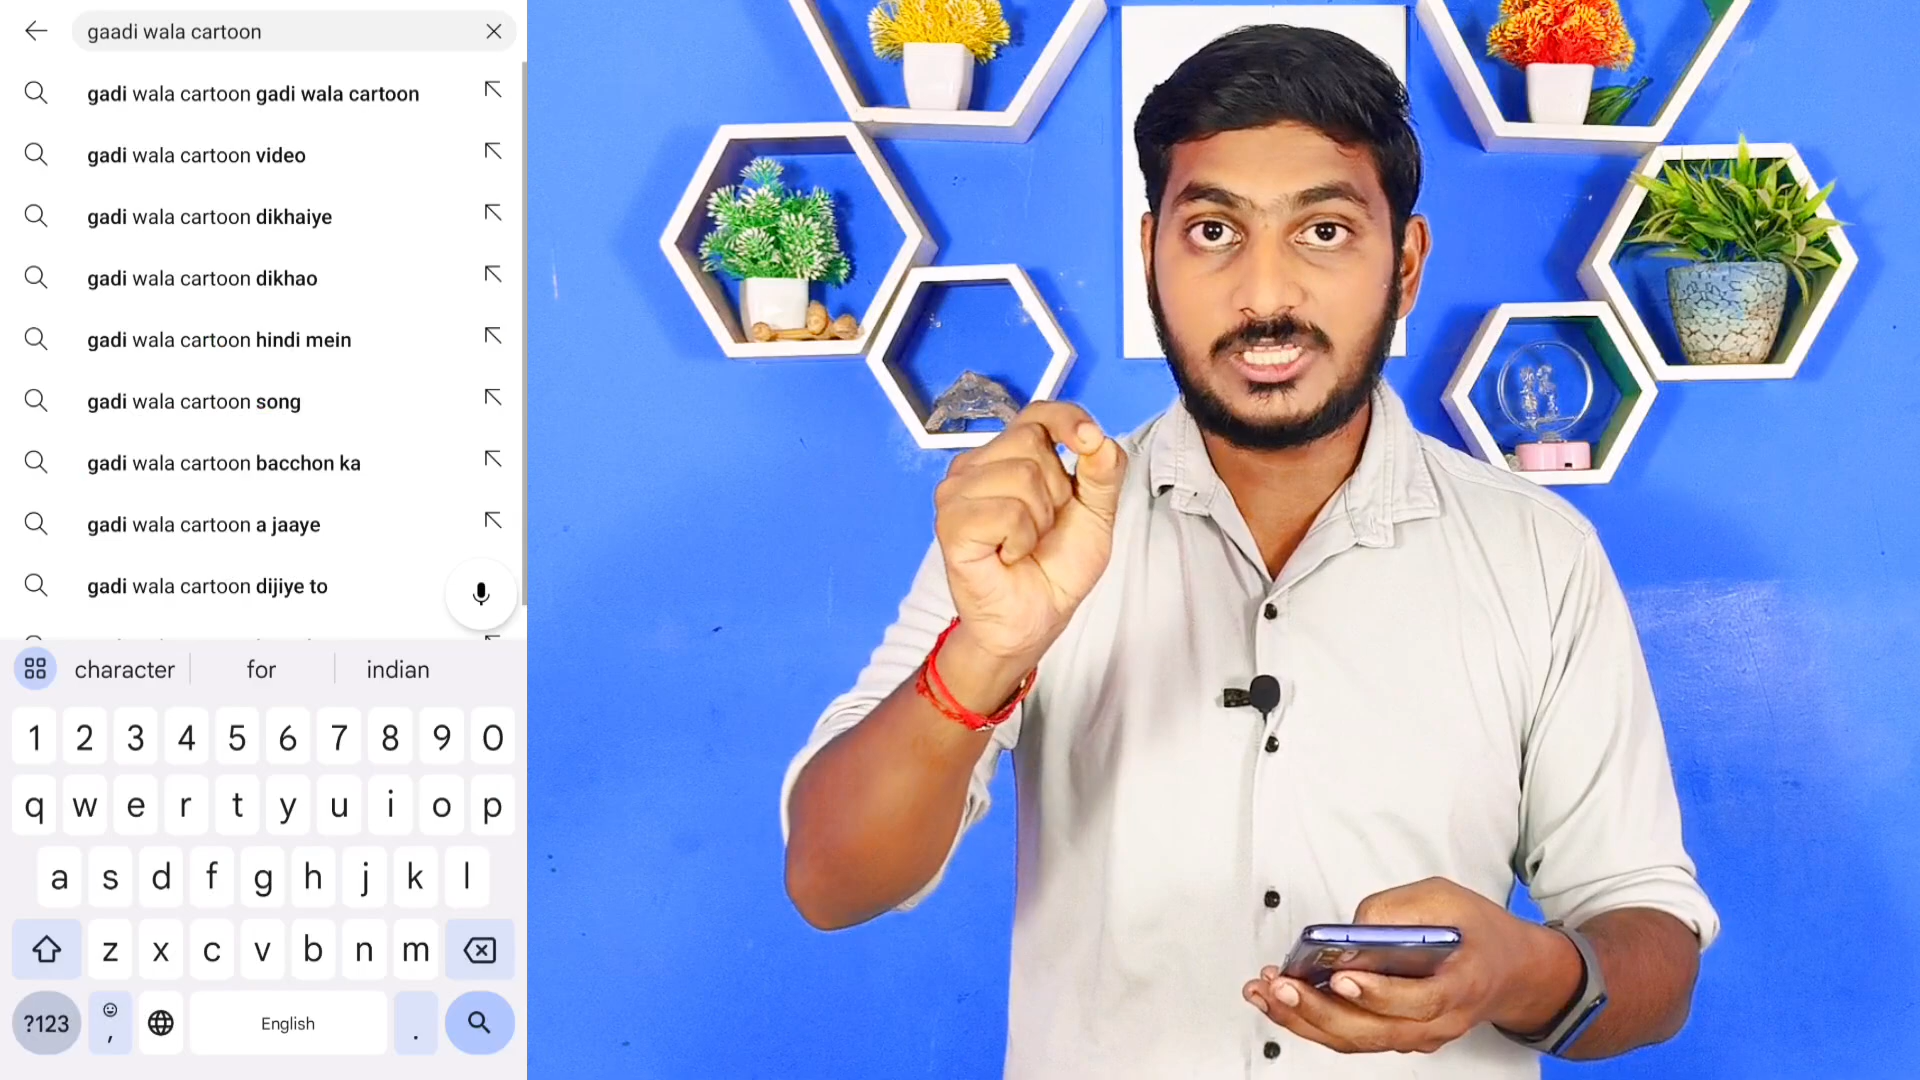 gaadi wala cartoon
gadi wala cartoon gadi wala cartoon
gadi wala cartoon video
gadi wala cartoon dikhaiye
gadi wala cartoon dikhao
gadi wala cartoon hindi mein
gadi wala cartoon song
gadi wala cartoon bacchon ka
gadi wala cartoon a jaaye
gadi wala cartoon dijiye to
character for indian
1 2 3 4 5 6 7 8 9 0
q w e r t y u i o p
a s d f g h j k l
z x c v b n m
?123 , English .